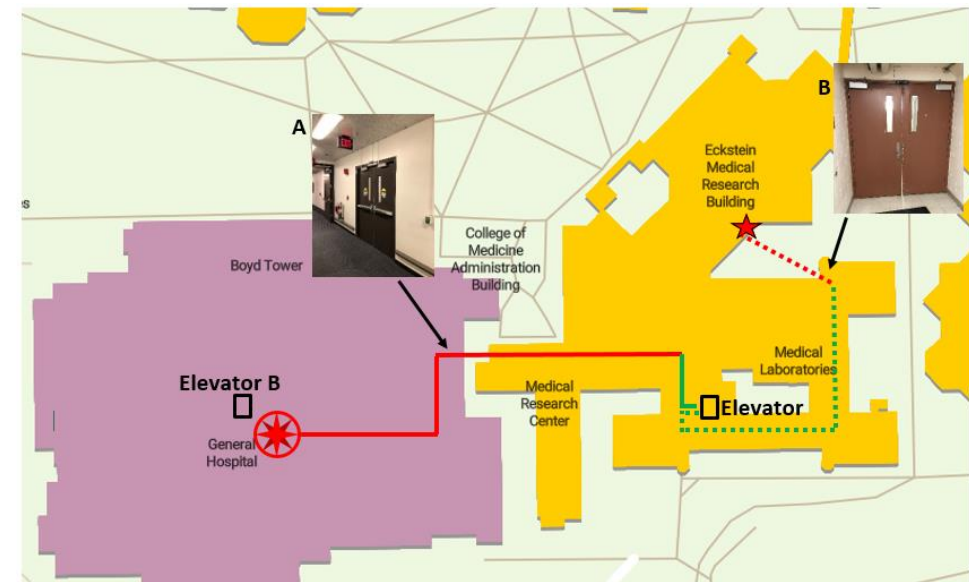 B
A
EXIT
Eckstein
Medical
Research
Building
s
College of
Medicine
Administration
Building
Boyd Tower
Medical
Laboratories
Elevator B
Medical
Research
Center
Elevator
General
Hospital